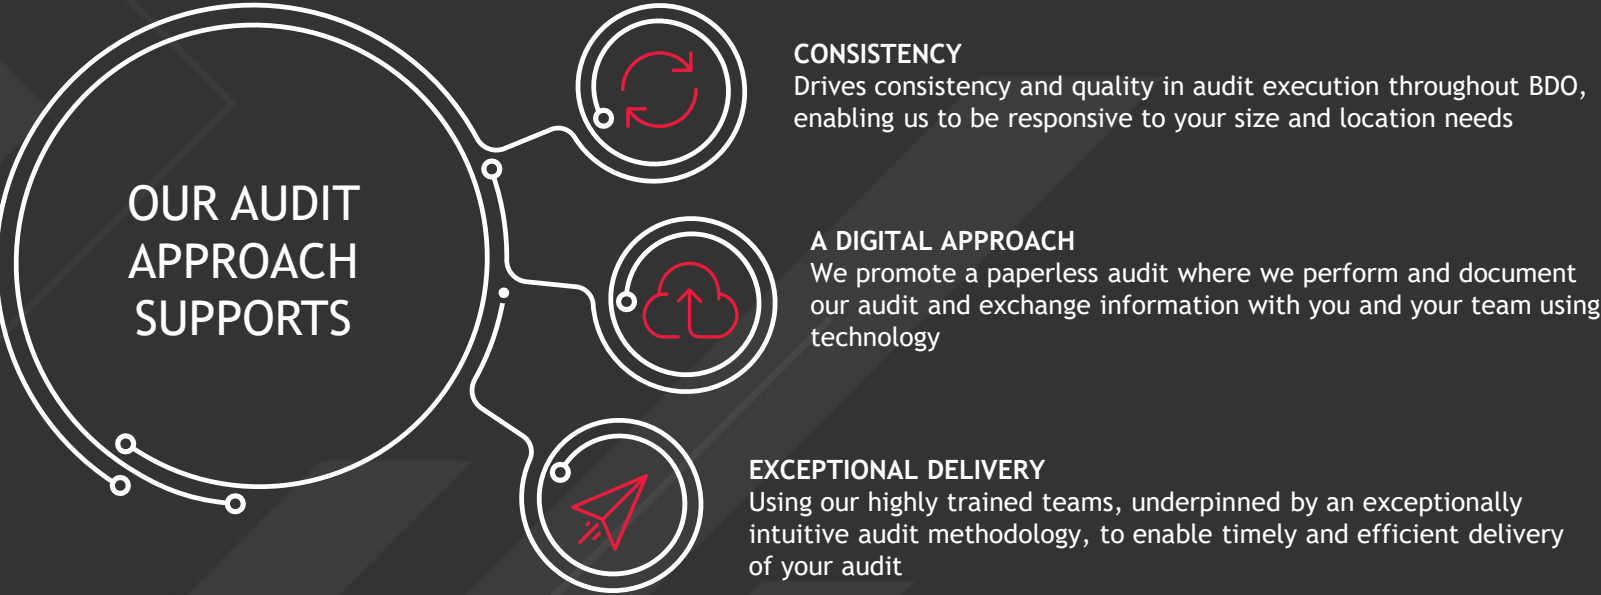 OUR AUDIT
APPROACH
SUPPORTS
CONSISTENCY
Drives consistency and quality in audit execution throughout BDO,
enabling us to be responsive to your size and location needs
A DIGITAL APPROACH
We promote a paperless audit where we perform and document
our audit and exchange information with you and your team using
technology
EXCEPTIONAL DELIVERY
Using our highly trained teams, underpinned by an exceptionally
intuitive audit methodology, to enable timely and efficient delivery
of your audit